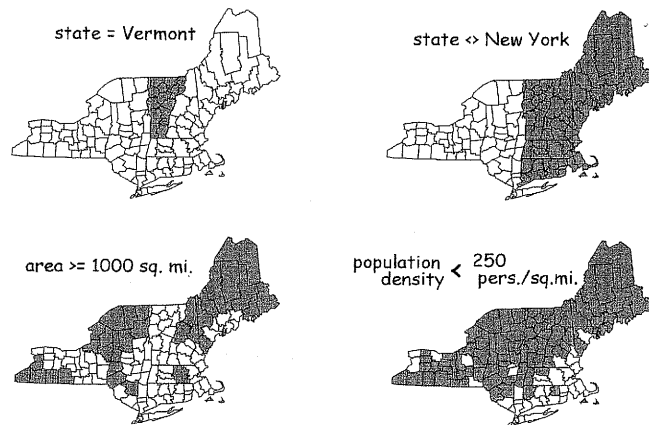 state = Vermont
state <> New York
area >= 1000 sq. mi.
population density < 250 pers./sq.mi.